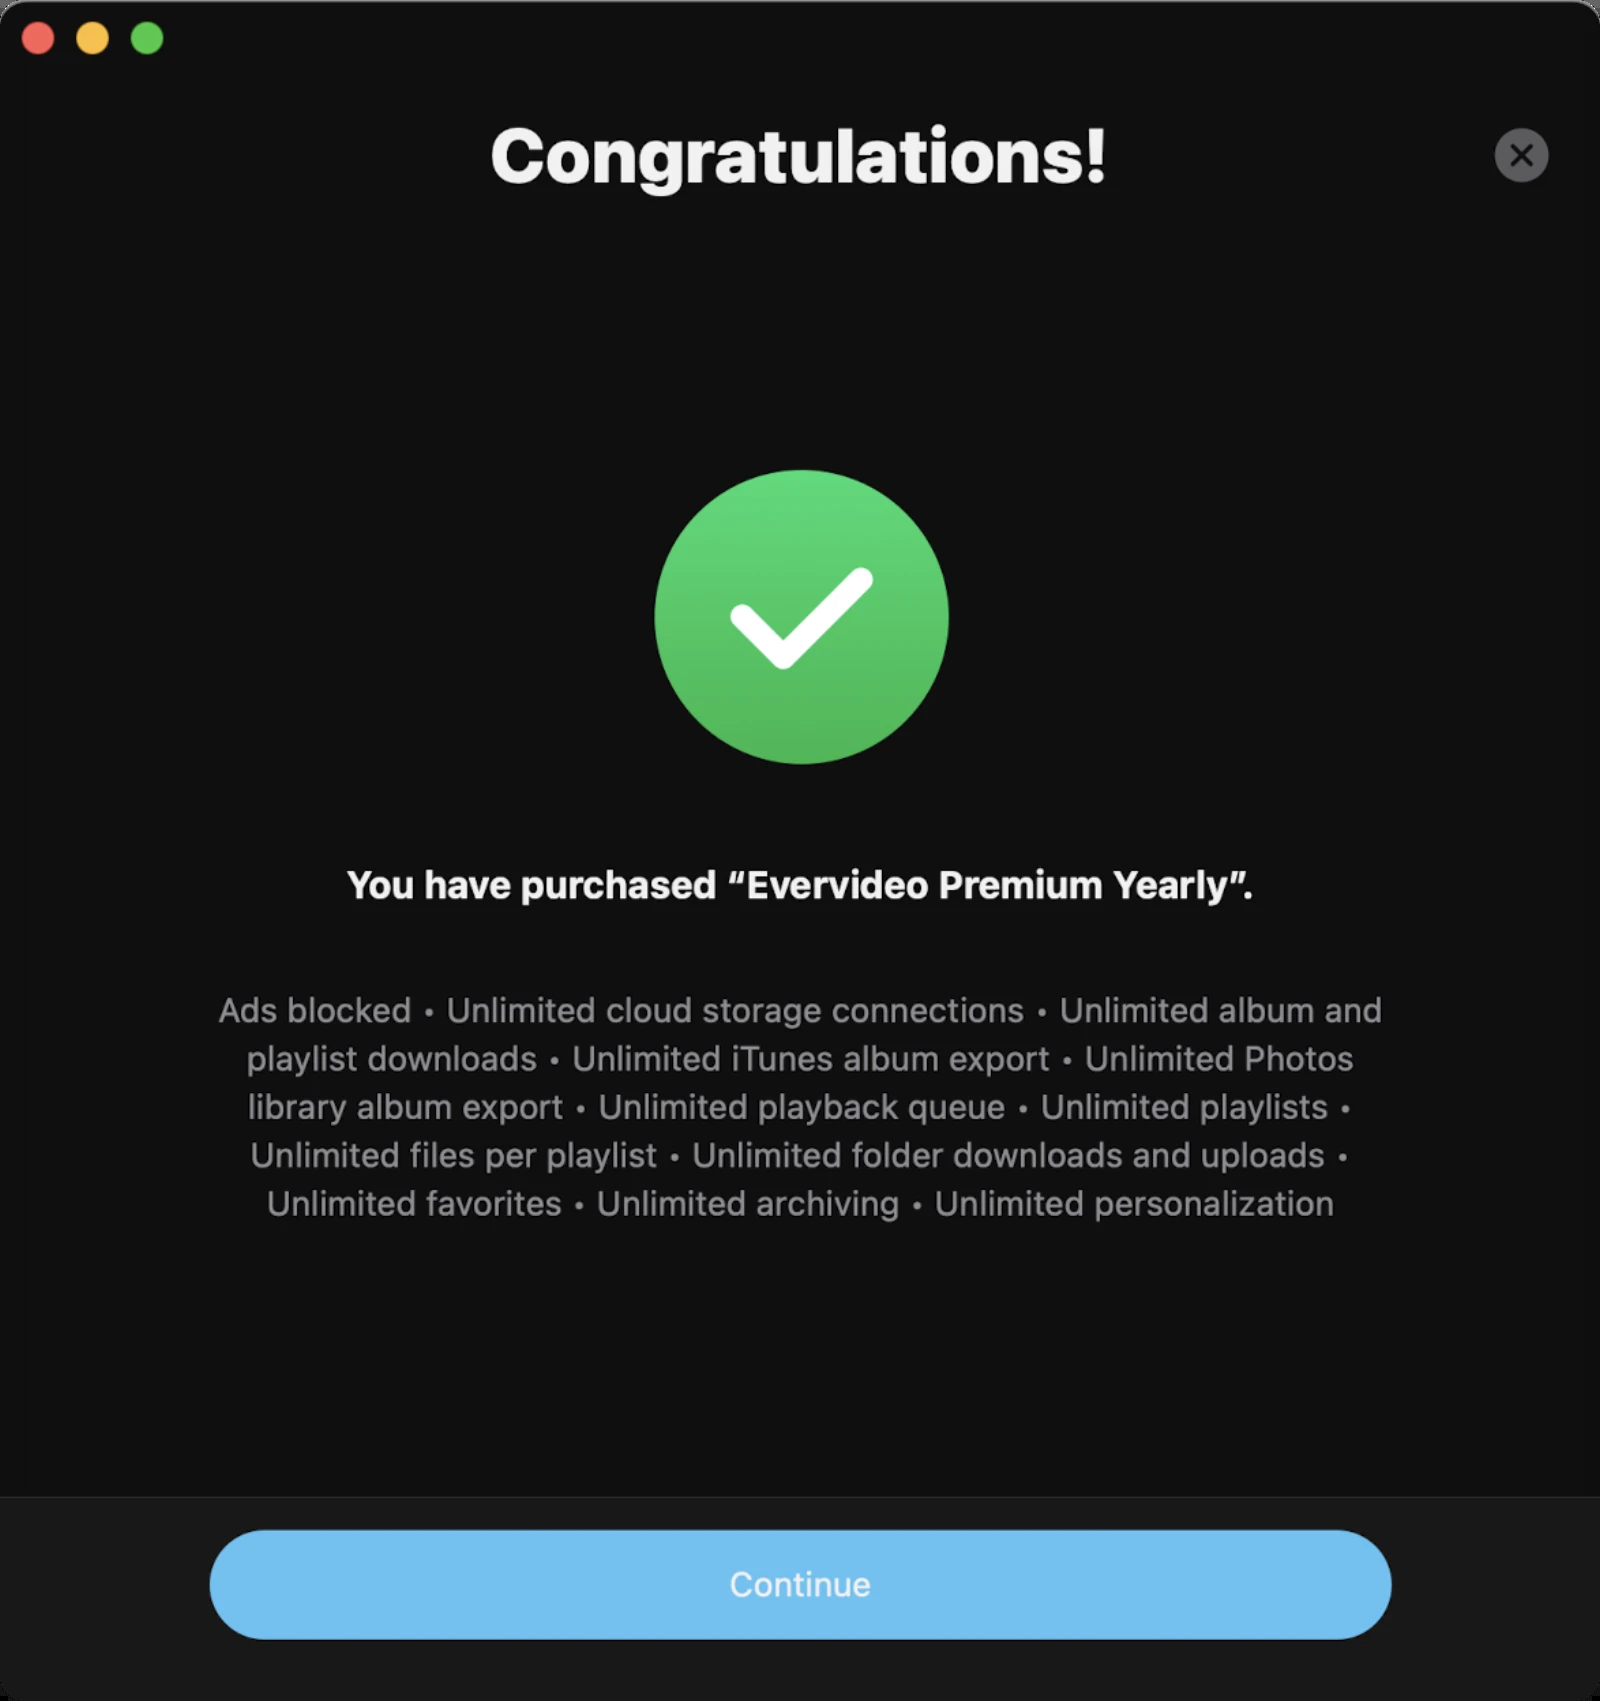 Congratulations!
You have purchased “Evervideo Premium Yearly”.
Ads blocked • Unlimited cloud storage connections • Unlimited album and
playlist downloads • Unlimited iTunes album export • Unlimited Photos
library album export • Unlimited playback queue • Unlimited playlists •
Unlimited files per playlist • Unlimited folder downloads and uploads •
Unlimited favorites • Unlimited archiving • Unlimited personalization
Continue